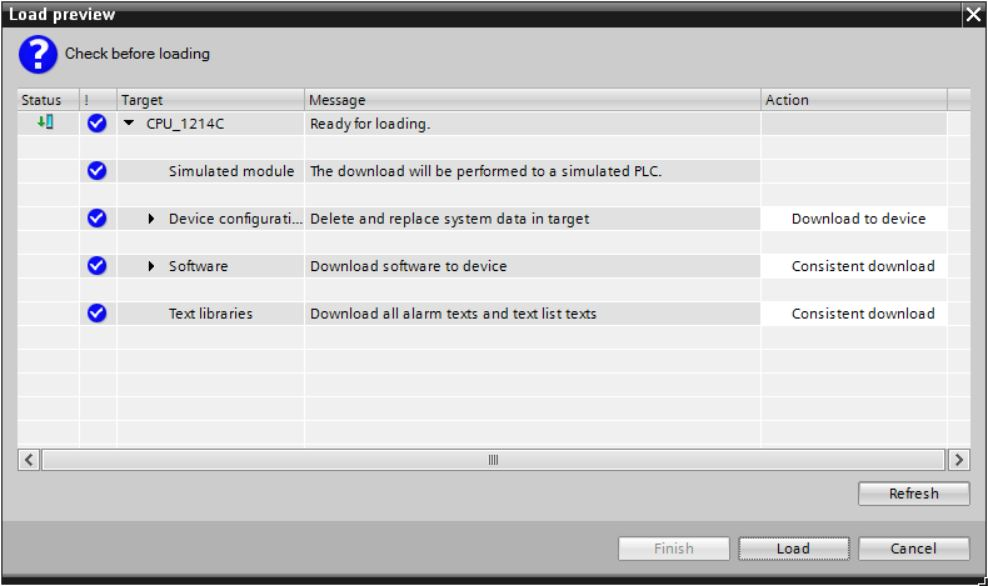 Load preview
Check before loading
Status ! Target Message Action
CPU_1214C Ready for loading.
Simulated module The download will be performed to a simulated PLC.
Device configurati... Delete and replace system data in target Download to device
Software Download software to device Consistent download
Text libraries Download all alarm texts and text list texts Consistent download
Refresh
Finish Load Cancel